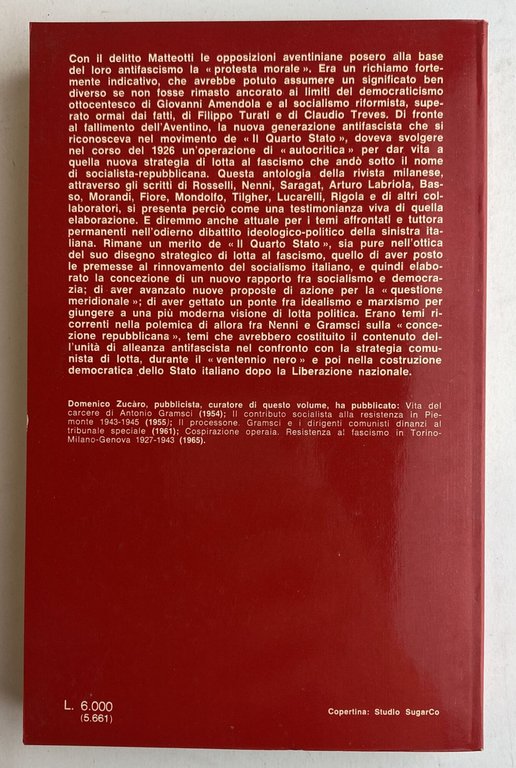 Con il delitto Matteotti le opposizioni aventiniane posero alla base
del loro antifascismo la « protesta morale ». Era un richiamo forte-
mente indicativo, che avrebbe potuto assumere un significato ben
diverso se non fosse rimasto ancorato ai limiti del democraticismo
ottocentesco di Giovanni Amendola e al socialismo riformista, supe-
rato ormai dai fatti, di Filippo Turati e di Claudio Treves. Di fronte
al fallimento dell'Aventino, la nuova generazione antifascista che si
riconosceva nel movimento de « Il Quarto Stato », doveva svolgere
nel corso del 1926 un'operazione di « autocritica » per dar vita a
quella nuova strategia di lotta al fascismo che andò sotto il nome
di socialista-repubblicana. Questa antologia della rivista milanese,
attraverso gli scritti di Rosselli, Nenni, Saragat, Arturo Labriola, Bas-
so, Morandi, Fiore, Mondolfo, Tilgher, Lucarelli, Rigola e di altri col-
laboratori, si presenta perciò come una testimonianza viva di quella
elaborazione. E diremmo anche attuale per i temi affrontati e tuttora
permanenti nell'odierno dibattito ideologico-politico della sinistra ita-
liana. Rimane un merito de « Il Quarto Stato », sia pure nell'ottica
del suo disegno strategico di lotta al fascismo, quello di aver posto
le premesse al rinnovamento del socialismo italiano, e quindi elabo-
rato la concezione di un nuovo rapporto fra socialismo e democra-
zia; di aver avanzato nuove proposte di azione per la « questione
meridionale »; di aver gettato un ponte fra idealismo e marxismo per
giungere a una più moderna visione di lotta politica. Erano temi ri-
correnti nella polemica di allora fra Nenni e Gramsci sulla « conce-
zione repubblicana », temi che avrebbero costituito il contenuto del-
l'unità di alleanza antifascista nel confronto con la strategia comu-
nista di lotta, durante il « ventennio nero » e poi nella costruzione
democratica dello Stato italiano dopo la Liberazione nazionale.
Domenico Zucàro, pubblicista, curatore di questo volume, ha pubblicato: Vita del
carcere di Antonio Gramsci (1954); Il contributo socialista alla resistenza in Pie-
monte 1943-1945 (1955); Il processone. Gramsci e i dirigenti comunisti dinanzi al
tribunale speciale (1961); Cospirazione operaia. Resistenza al fascismo in Torino-
Milano-Genova 1927-1943 (1965).
L. 6.000
(5.661)
Copertina: Studio SugarCo